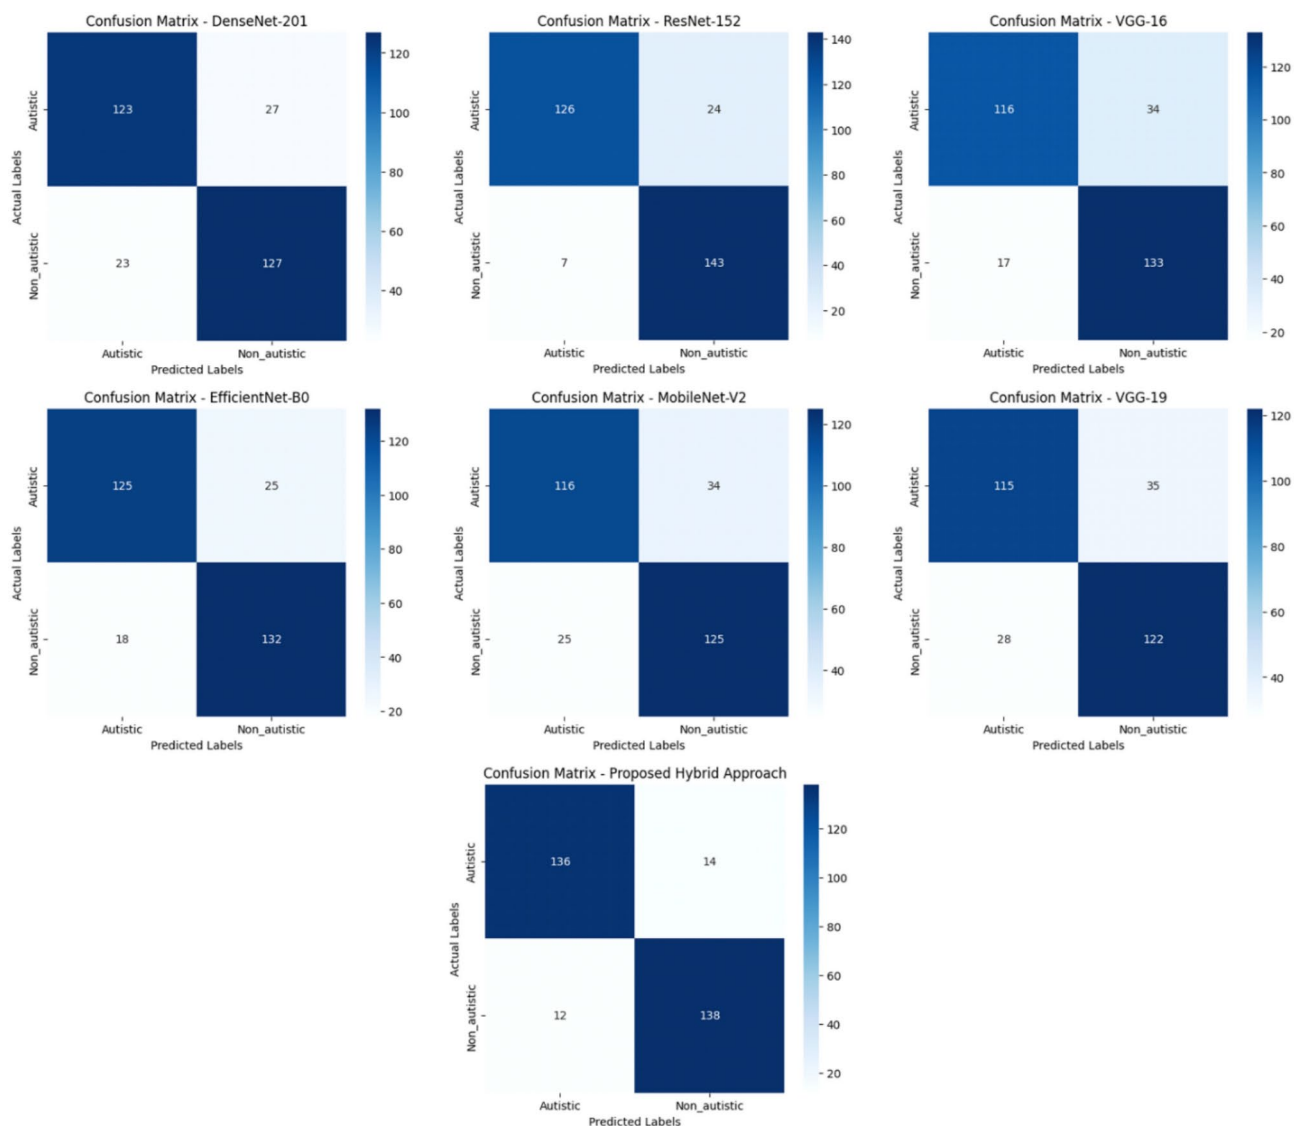 Confusion Matrix - DenseNet-201
Actual Labels
Autistic
Non_autistic
123
27
23
127
Autistic
Non_autistic
Predicted Labels
120
100
80
60
40
Confusion Matrix - ResNet-152
Actual Labels
Autistic
Non_autistic
126
24
7
143
Autistic
Non_autistic
Predicted Labels
140
120
100
80
60
40
20
Confusion Matrix - VGG-16
Actual Labels
Autistic
Non_autistic
116
34
17
133
Autistic
Non_autistic
Predicted Labels
120
100
80
60
40
20
Confusion Matrix - EfficientNet-B0
Actual Labels
Autistic
Non_autistic
125
25
18
132
Autistic
Non_autistic
Predicted Labels
120
100
80
60
40
20
Confusion Matrix - MobileNet-V2
Actual Labels
Autistic
Non_autistic
116
34
25
125
Autistic
Non_autistic
Predicted Labels
120
100
80
60
40
Confusion Matrix - VGG-19
Actual Labels
Autistic
Non_autistic
115
35
28
122
Autistic
Non_autistic
Predicted Labels
120
100
80
60
40
Confusion Matrix - Proposed Hybrid Approach
Actual Labels
Autistic
Non_autistic
136
14
12
138
Autistic
Non_autistic
Predicted Labels
120
100
80
60
40
20